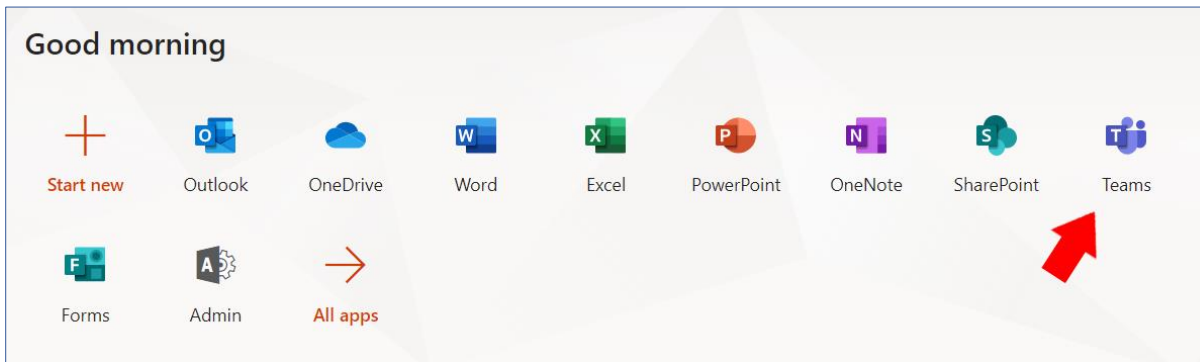 Good morning
Start new Outlook OneDrive Word Excel PowerPoint OneNote SharePoint Teams
Forms Admin All apps